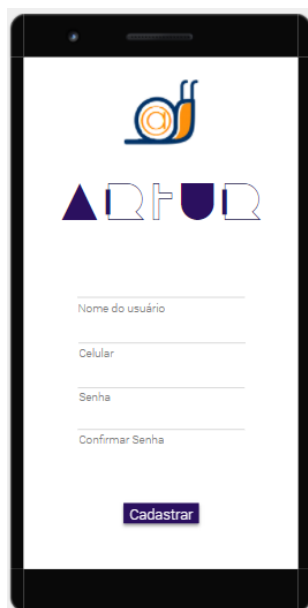 @
ARTUR
Nome do usuário
Celular
Senha
Confirmar Senha
Cadastrar